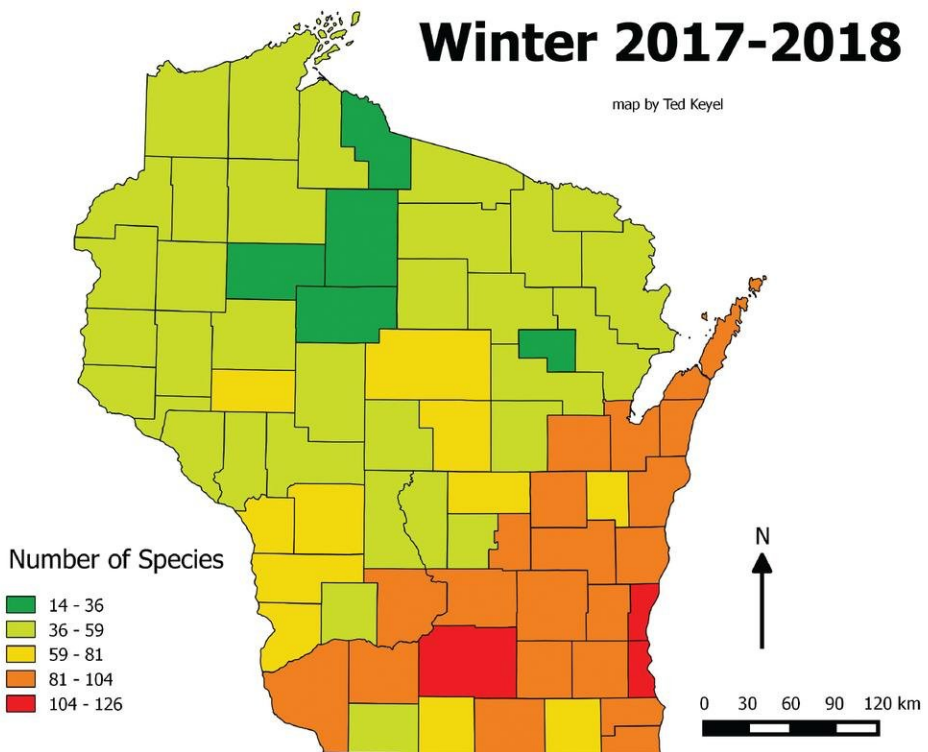 Winter 2017-2018
map by Ted Keyel
N
Number of Species
14 - 36
36 - 59
59 - 81
81 - 104
104 - 126
0 30 60 90 120 km